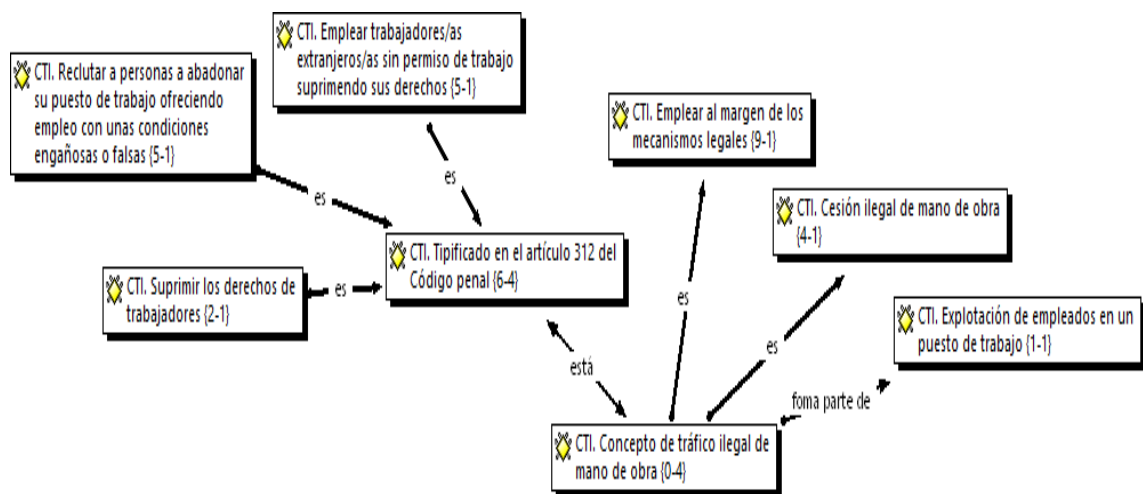 CTI. Emplear trabajadores/as
extranjeros/as sin permiso de trabajo
suprimendo sus derechos {5-1}
CTI. Reclutar a personas a abadonar
su puesto de trabajo ofreciendo
empleo con unas condiciones
engañosas o falsas {5-1}
CTI. Emplear al margen de los
mecanismos legales {9-1}
es
es
es
CTI. Cesión ilegal de mano de obra
{4-1}
CTI. Tipificado en el artículo 312 del
Código penal {6-4}
CTI. Suprimir los derechos de
trabajadores {2-1}
es
es
CTI. Explotación de empleados en un
puesto de trabajo {1-1}
está
foma parte de
CTI. Concepto de tráfico ilegal de
mano de obra {0-4}
es